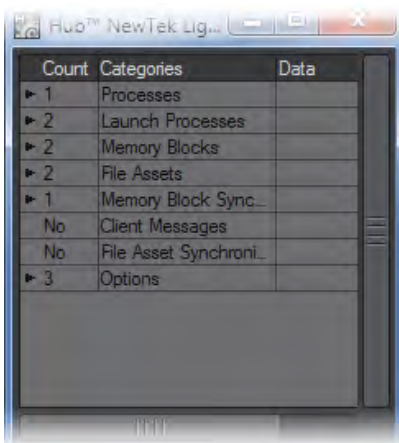 Hub™ NewTek Lig...
Count Categories Data
1 Processes
2 Launch Processes
2 Memory Blocks
2 File Assets
1 Memory Block Sync...
No Client Messages
No File Asset Synchroni...
3 Options